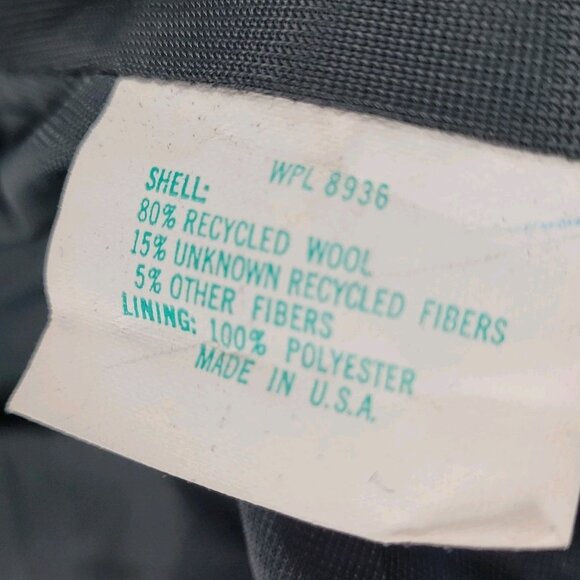 WPL 8936
SHELL:
80% RECYCLED WOOL
15% UNKNOWN RECYCLED FIBERS
5% OTHER FIBERS
LINING: 100% POLYESTER
MADE IN U.S.A.